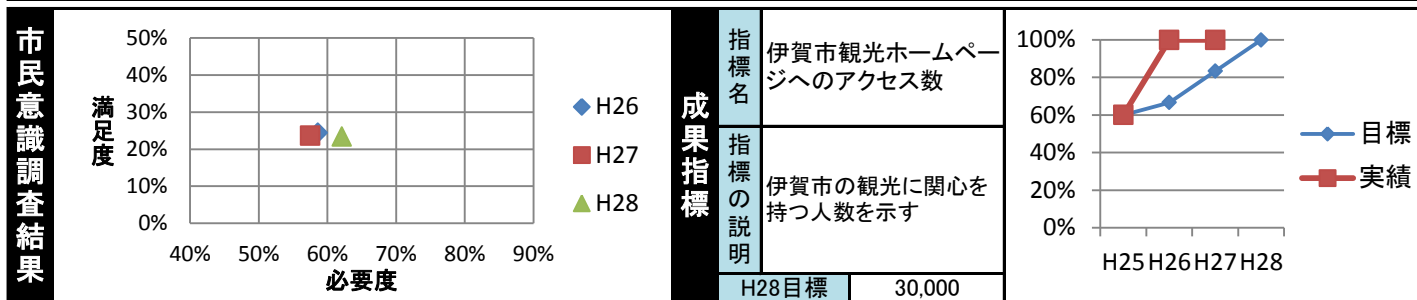 市民意識調査結果
50%
40%
30%
20%
10%
0%
満足度
40% 50% 60% 70% 80% 90%
必要度
H26
H27
H28
成果指標
指標名
伊賀市観光ホームペー
ジへのアクセス数
指標の説明
伊賀市の観光に関心を
持つ人数を示す
H28目標 30,000
100%
80%
60%
40%
20%
0%
H25 H26 H27 H28
目標
実績